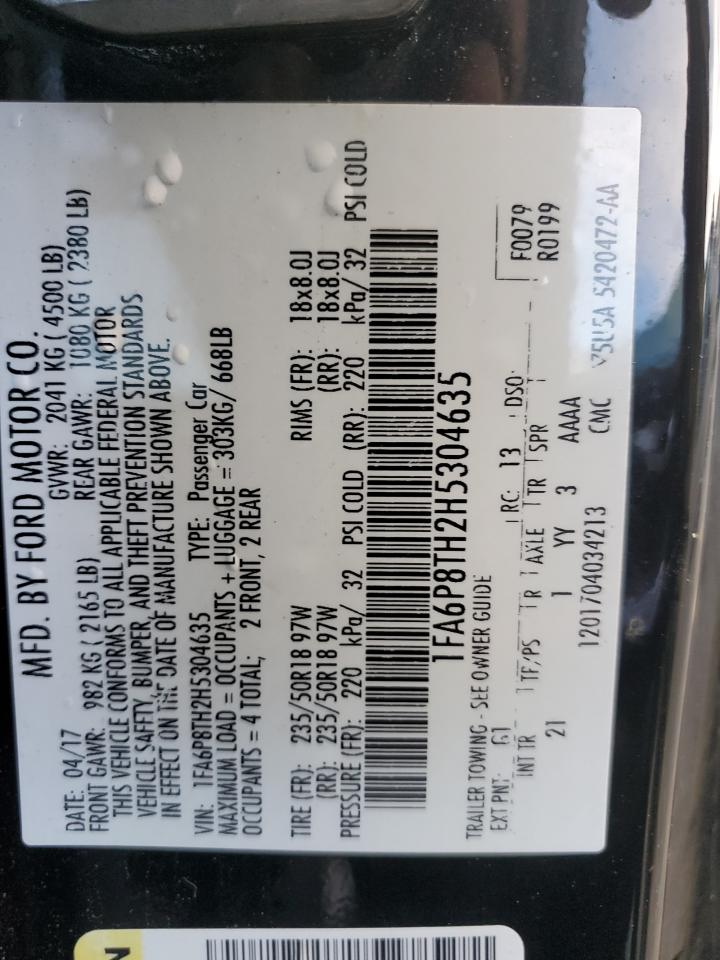 MFD. BY FORD MOTOR CO.
DATE: 04/17 GVWR: 2041 KG ( 4500 LB)
FRONT GAWR: 982 KG ( 2165 LB) REAR GAWR: 1080 KG ( 2380 LB)
THIS VEHICLE CONFORMS TO ALL APPLICABLE FEDERAL MOTOR
VEHICLE SAFETY, BUMPER, AND THEFT PREVENTION STANDARDS
IN EFFECT ON THE DATE OF MANUFACTURE SHOWN ABOVE.
VIN: 1FA6P8TH2H5304635 TYPE: Passenger Car
MAXIMUM LOAD = OCCUPANTS + LUGGAGE = 303KG/ 668LB
OCCUPANTS = 4 TOTAL; 2 FRONT, 2 REAR
TIRE (FR): 235/50R18 97W RIMS (FR): 18x8.0J
(RR): 235/50R18 97W (RR): 18x8.0J
PRESSURE (FR): 220 kPa/ 32 PSI COLD (RR): 220 kPa/ 32 PSI COLD
1FA6P8TH2H5304635
TRAILER TOWING - SEE OWNER GUIDE
F0079
EXT PNT: G1 RC: 13 DSO: R0199
INT TR TP/PS R AXLE TR SPR
21 1 YY 3 AAAA
CMC V5U5A 5420472-AA
1201704034213
N